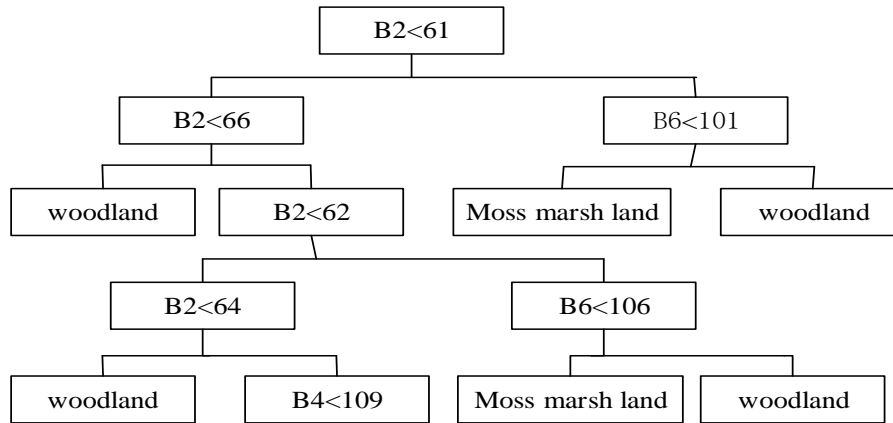 B2<61
B2<66
B6<101
woodland
B2<62
Moss marsh land
woodland
B2<64
B6<106
woodland
B4<109
Moss marsh land
woodland